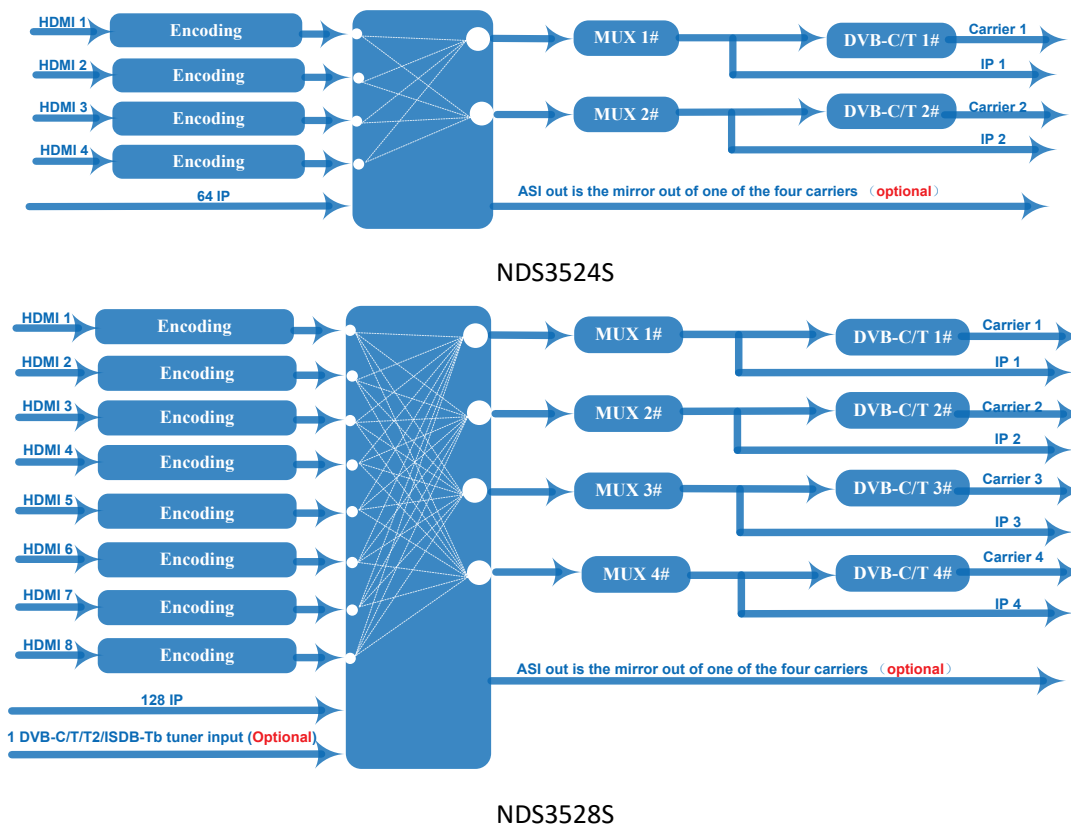 HDMI 1
Encoding
MUX 1#
DVB-C/T 1#
Carrier 1
IP 1
HDMI 2
Encoding
HDMI 3
Encoding
MUX 2#
DVB-C/T 2#
Carrier 2
IP 2
HDMI 4
Encoding
64 IP
ASI out is the mirror out of one of the four carriers （optional）
NDS3524S
HDMI 1
Encoding
MUX 1#
DVB-C/T 1#
Carrier 1
IP 1
HDMI 2
Encoding
HDMI 3
Encoding
MUX 2#
DVB-C/T 2#
Carrier 2
IP 2
HDMI 4
Encoding
HDMI 5
Encoding
MUX 3#
DVB-C/T 3#
Carrier 3
IP 3
HDMI 6
Encoding
MUX 4#
DVB-C/T 4#
Carrier 4
IP 4
HDMI 7
Encoding
HDMI 8
Encoding
ASI out is the mirror out of one of the four carriers （optional）
128 IP
1 DVB-C/T/T2/ISDB-Tb tuner input (Optional)
NDS3528S